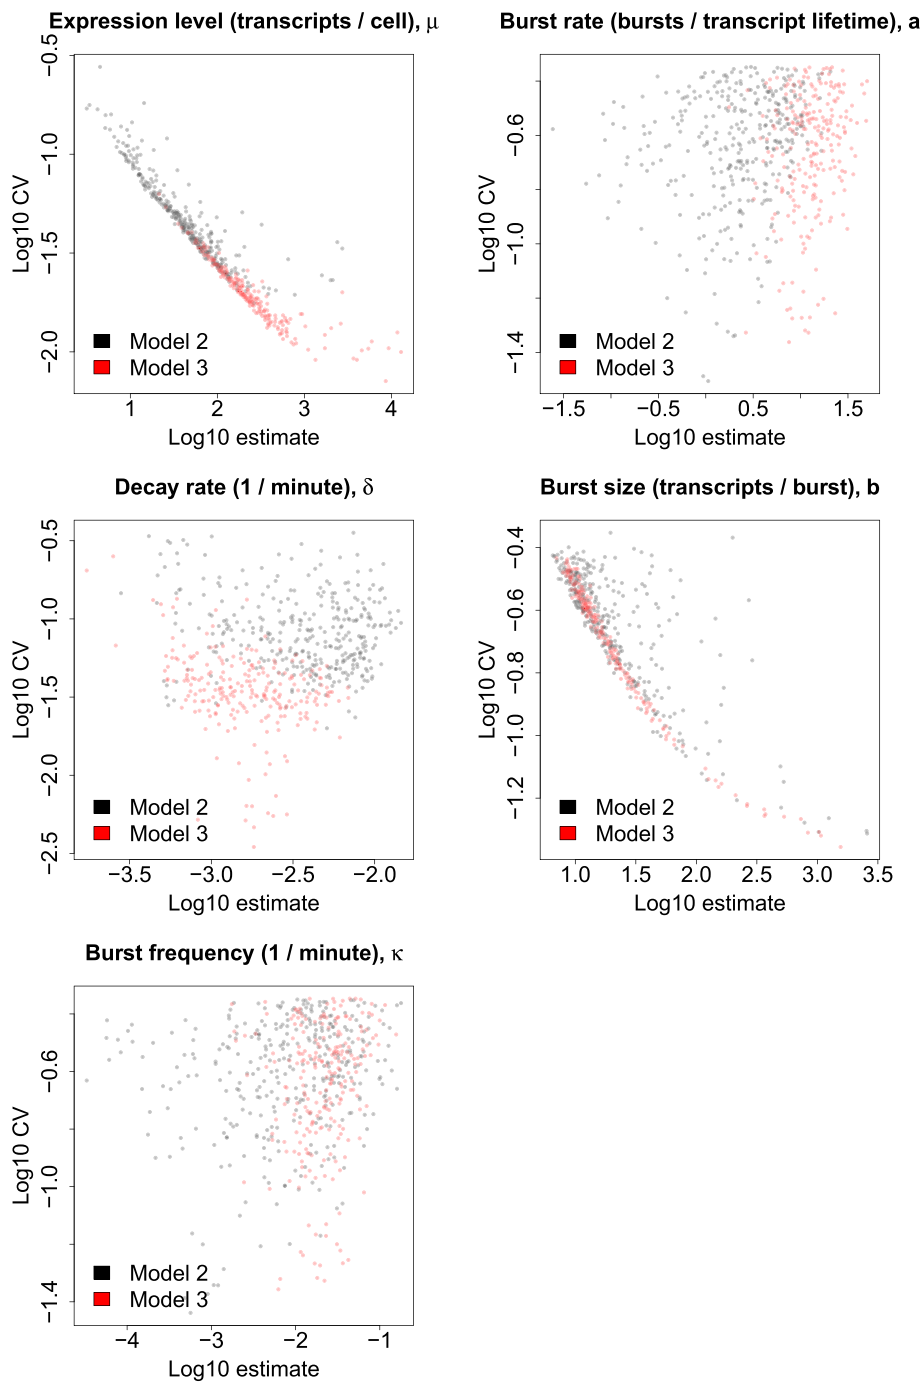 Expression level (transcripts / cell), μ
−0.5
−1.0
−1.5
−2.0
Log10 CV
Model 2
Model 3
1 2 3 4
Log10 estimate
Burst rate (bursts / transcript lifetime), a
−0.6
−1.0
−1.4
Log10 CV
Model 2
Model 3
−1.5 −0.5 0.5 1.5
Log10 estimate
Decay rate (1 / minute), δ
−0.5
−1.0
−1.5
−2.0
−2.5
Log10 CV
Model 2
Model 3
−3.5 −3.0 −2.5 −2.0
Log10 estimate
Burst size (transcripts / burst), b
−0.4
−0.6
−0.8
−1.0
−1.2
Log10 CV
Model 2
Model 3
1.0 1.5 2.0 2.5 3.0 3.5
Log10 estimate
Burst frequency (1 / minute), κ
−0.6
−1.0
−1.4
Log10 CV
Model 2
Model 3
−4 −3 −2 −1
Log10 estimate